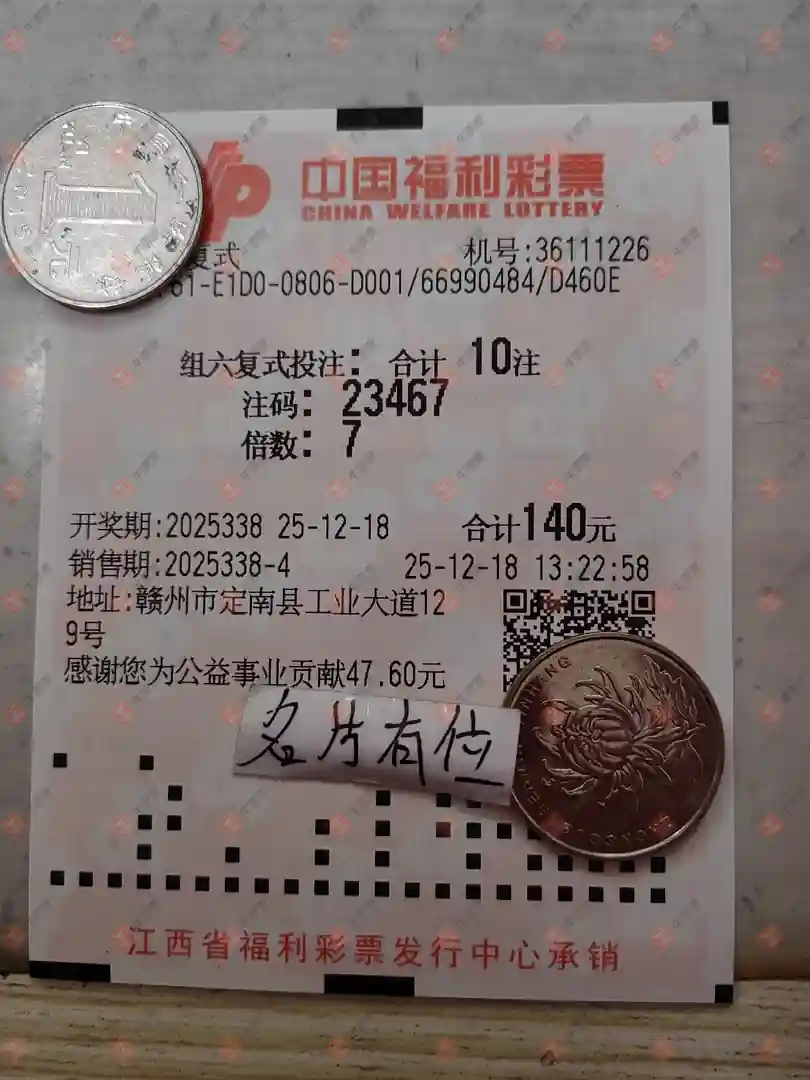 中国福利彩票
CHINA WELFARE LOTTERY
复式 机号:36111226
61-E1D0-0806-D001/66990484/D460E
组六复式投注: 合计 10注
注码: 23467
倍数: 7
开奖期:2025338 25-12-18 合计140元
销售期:2025338-4 25-12-18 13:22:58
地址:赣州市定南县工业大道12
9号
感谢您为公益事业贡献47.60元
名片有位
江西省福利彩票发行中心承销